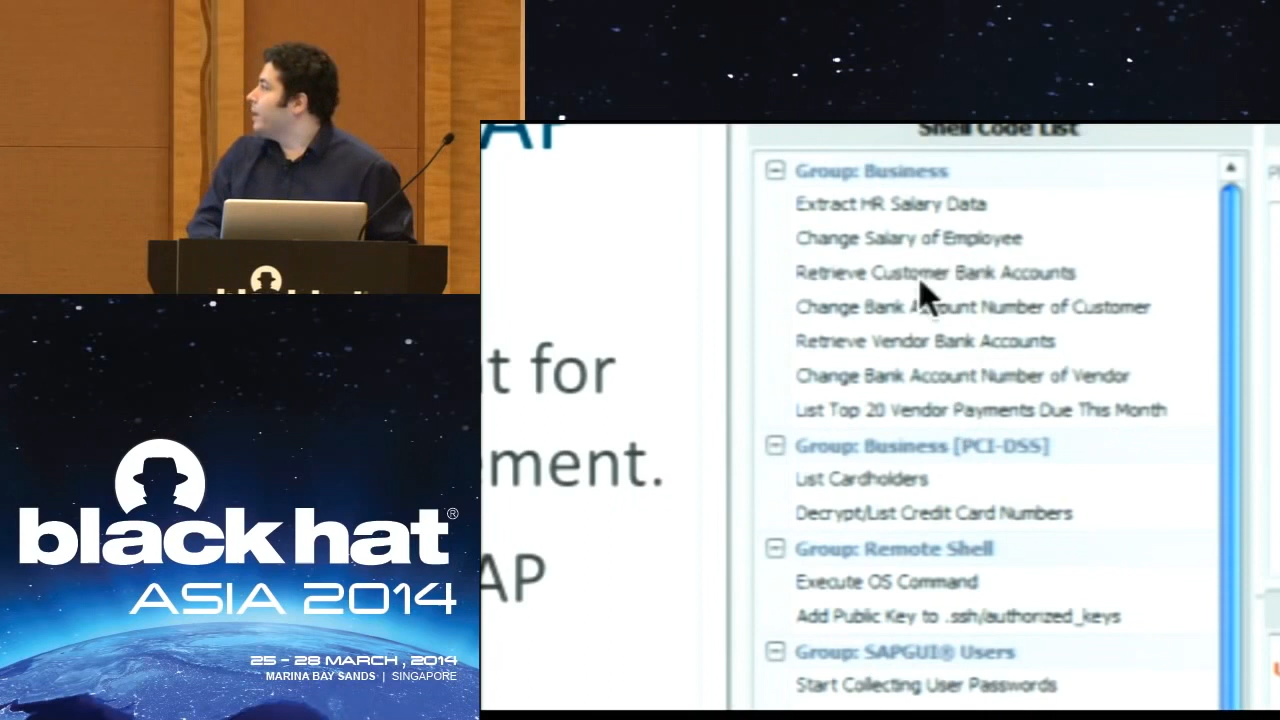 black hat®
ASIA 2014
25 - 28 MARCH, 2014
MARINA BAY SANDS | SINGAPORE
AP
t for
ement.
AP
Shell Code List
Group: Business
Extract HR Salary Data
Change Salary of Employee
Retrieve Customer Bank Accounts
Change Bank Account Number of Customer
Retrieve Vendor Bank Accounts
Change Bank Account Number of Vendor
List Top 20 Vendor Payments Due This Month
Group: Business [PCI-DSS]
List Cardholders
Decrypt/List Credit Card Numbers
Group: Remote Shell
Execute OS Command
Add Public Key to .ssh/authorized_keys
Group: SAPGUI® Users
Start Collecting User Passwords